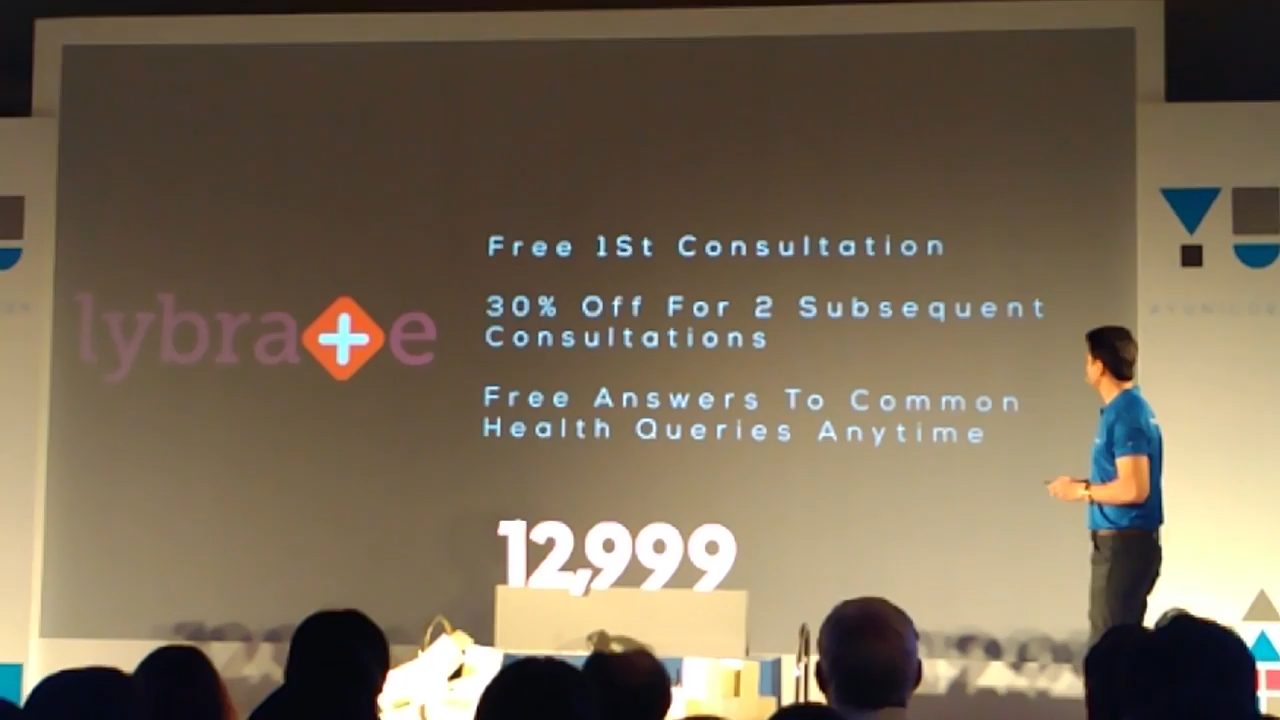 lybrate
Free 1St Consultation
30% Off For 2 Subsequent
Consultations
Free Answers To Common
Health Queries Anytime
12,999
YU